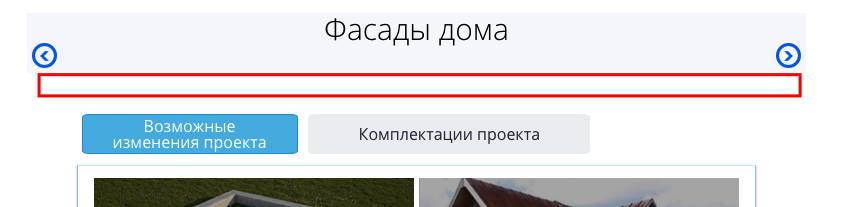 Фасады дома
Возможные
изменения проекта
Комплектации проекта